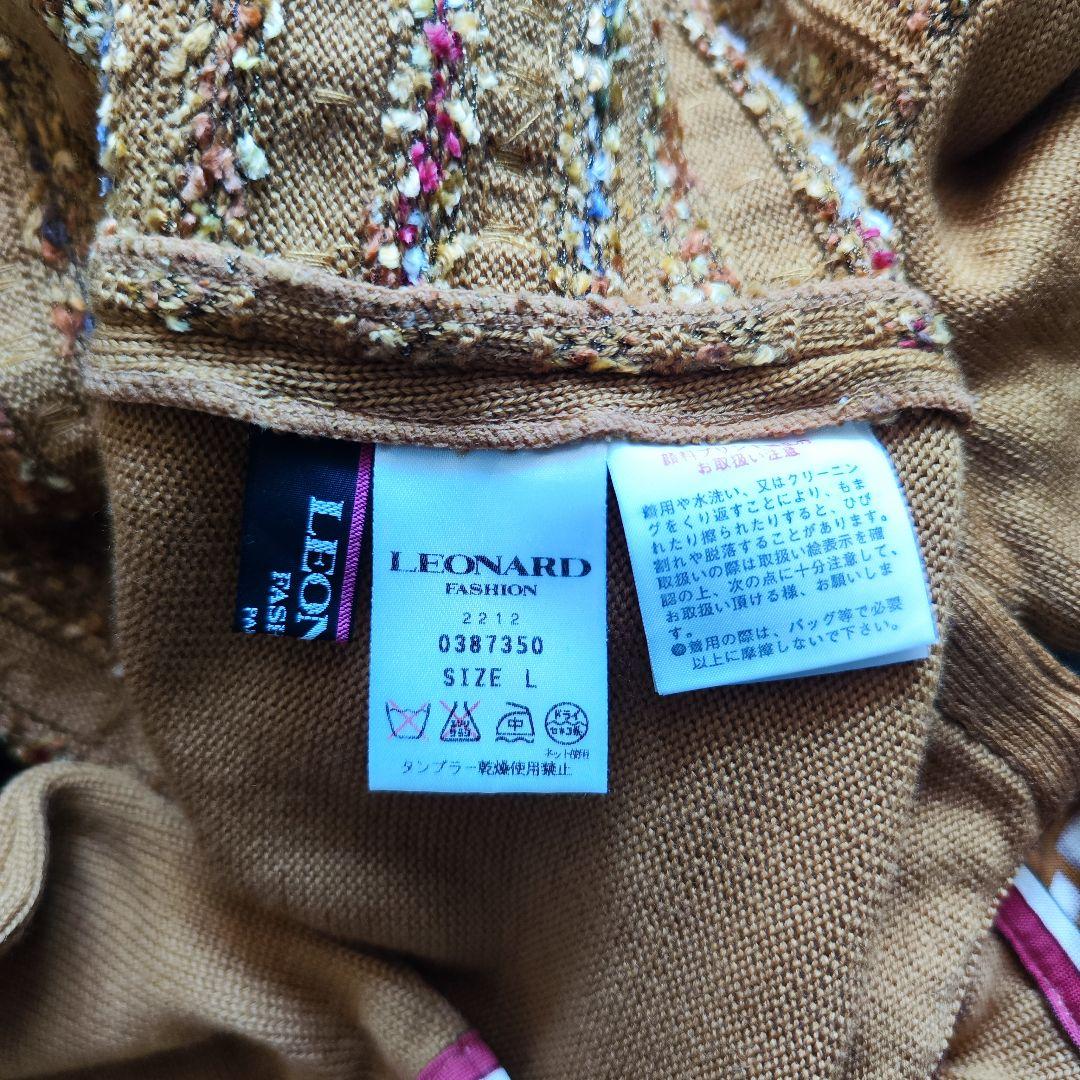 LEON
FASH
LEONARD
FASHION
2212
0387350
SIZE L
中
ドライ
セキユ系
ネット使用
タンブラー乾燥使用禁止
お取扱い注意
着用や水洗い、又はクリーニン
グをくり返すことにより、もま
れたり擦られたりすると、ひび
割れや脱落することがあります。
取扱いの際は取扱い絵表示を確
認の上、次の点に十分注意して、
お取扱い頂ける様、お願いしま
す。
●着用の際は、バッグ等で必要
以上に摩擦しないで下さい。